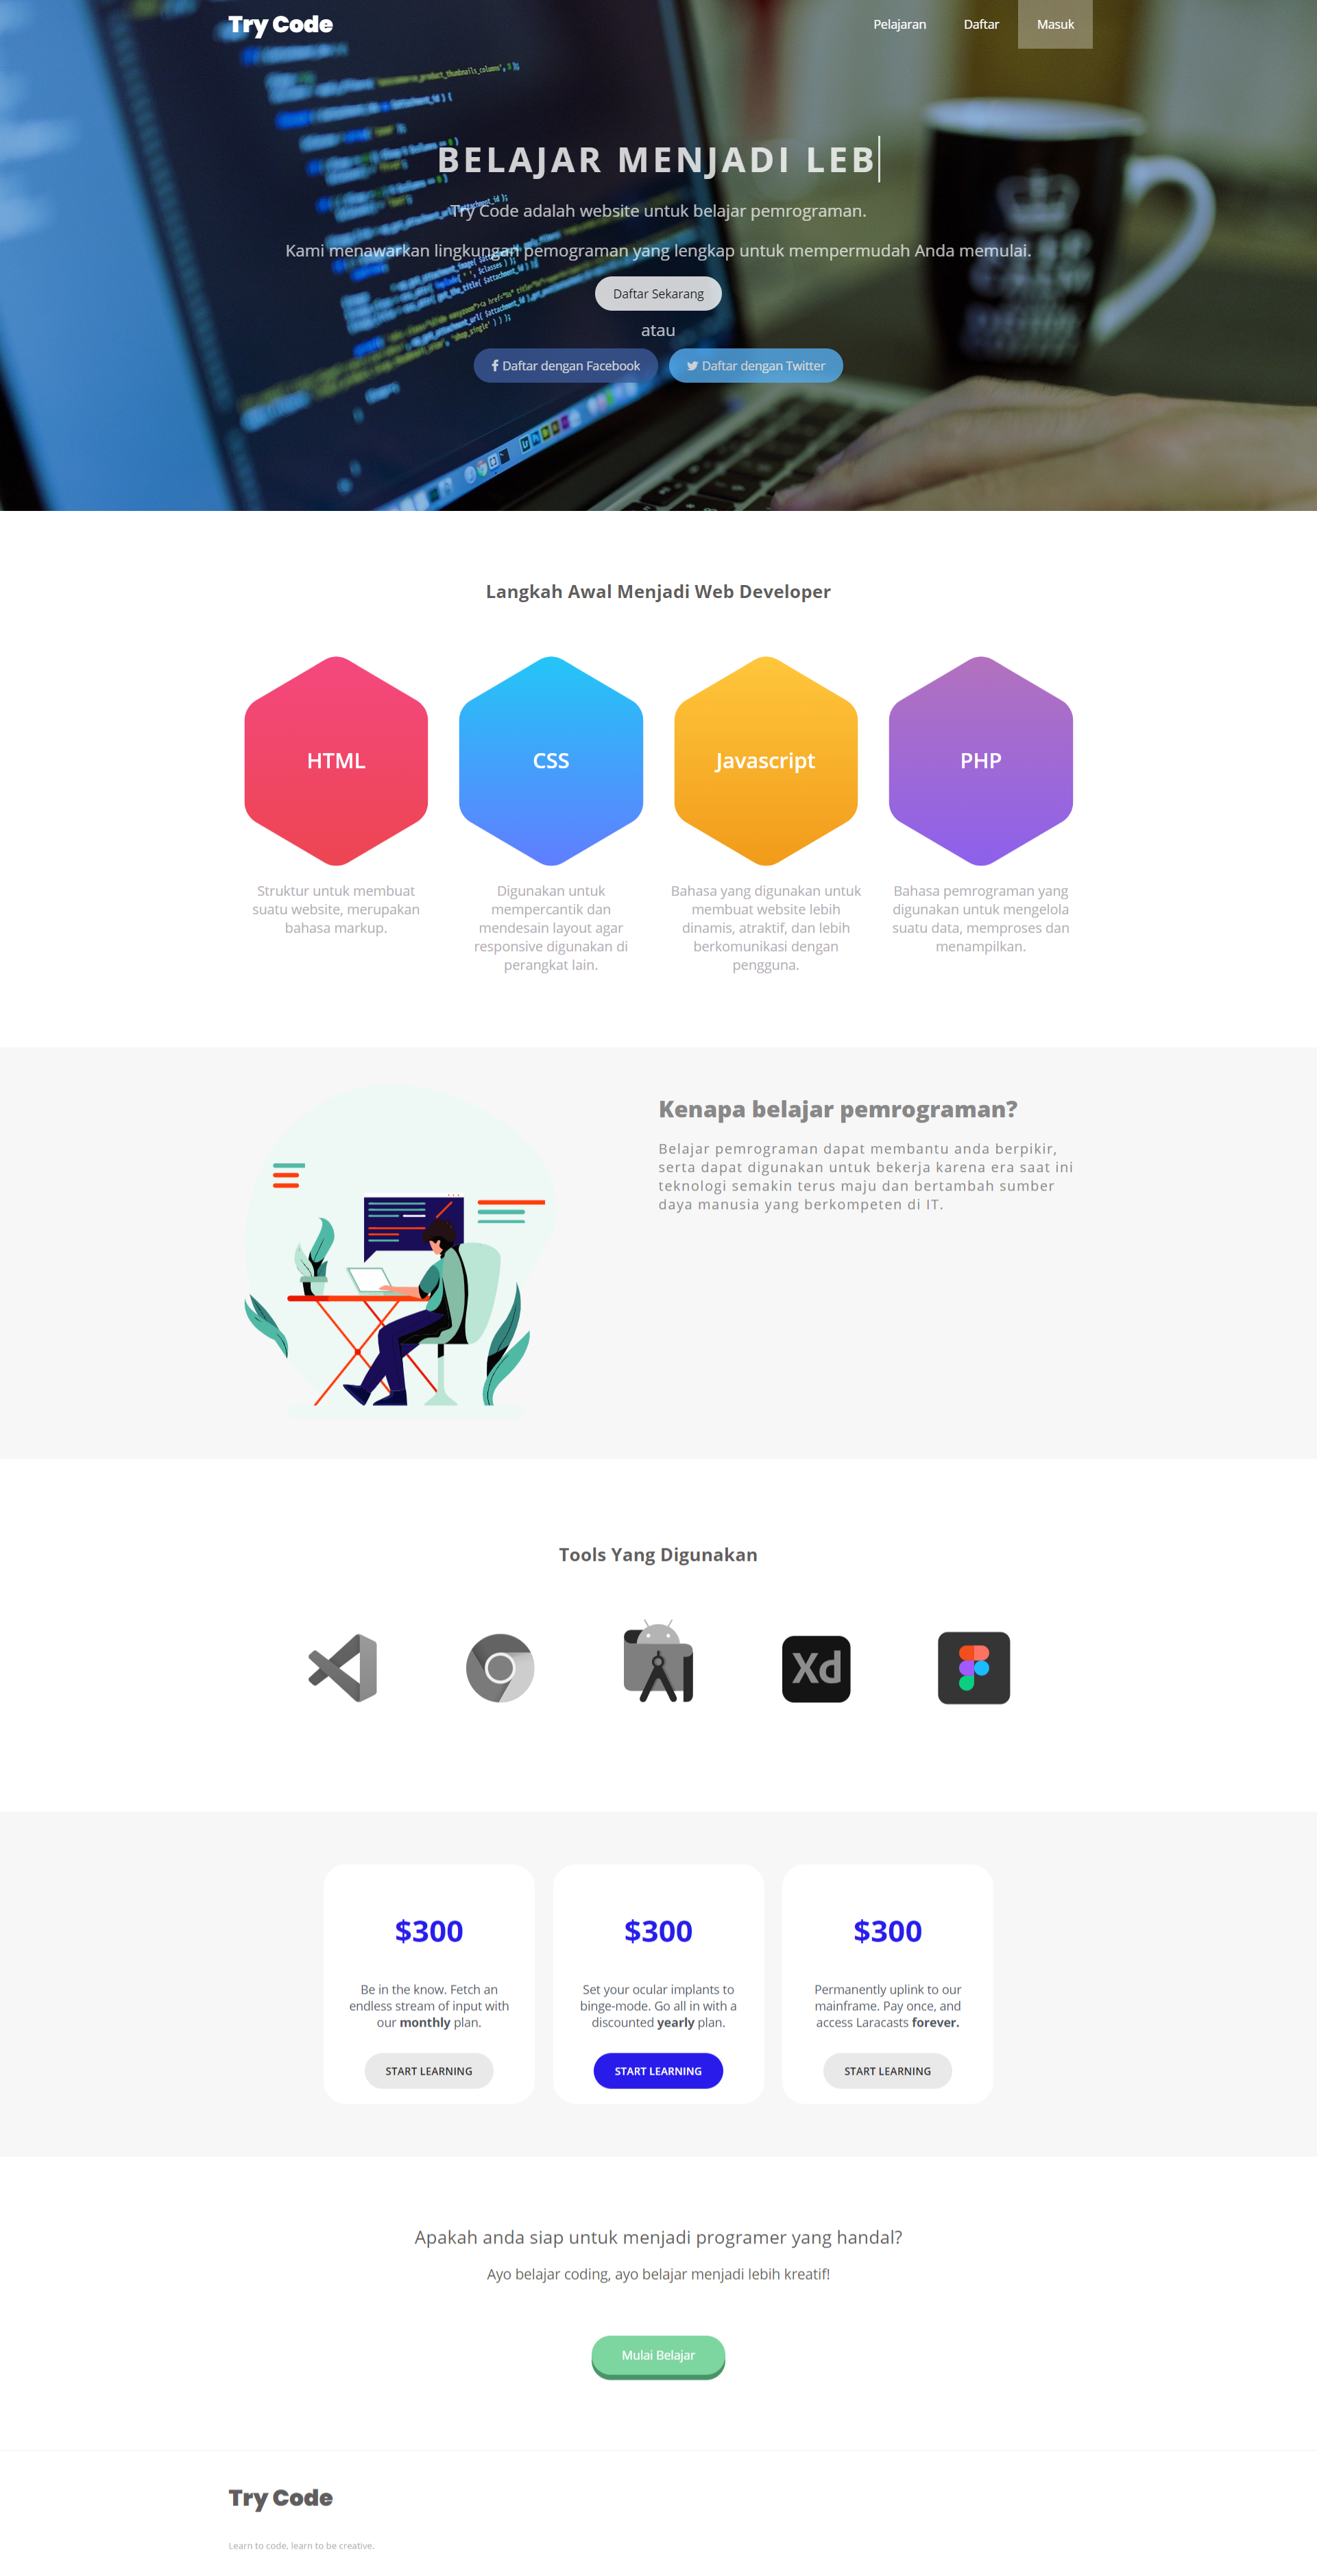 Try Code
Pelajaran
Daftar
Masuk
BELAJAR MENJADI LEB
Try Code adalah website untuk belajar pemrograman.
Kami menawarkan lingkungan pemograman yang lengkap untuk mempermudah Anda memulai.
Daftar Sekarang
atau
Daftar dengan Facebook
Daftar dengan Twitter
Langkah Awal Menjadi Web Developer
HTML
CSS
Javascript
PHP
Struktur untuk membuat
suatu website, merupakan
bahasa markup.
Digunakan untuk
mempercantik dan
mendesain layout agar
responsive digunakan di
perangkat lain.
Bahasa yang digunakan untuk
membuat website lebih
dinamis, atraktif, dan lebih
berkomunikasi dengan
pengguna.
Bahasa pemrograman yang
digunakan untuk mengelola
suatu data, memproses dan
menampilkan.
Kenapa belajar pemrograman?
Belajar pemrograman dapat membantu anda berpikir,
serta dapat digunakan untuk bekerja karena era saat ini
teknologi semakin terus maju dan bertambah sumber
daya manusia yang berkompeten di IT.
Tools Yang Digunakan
Xd
$300
Be in the know. Fetch an
endless stream of input with
our monthly plan.
START LEARNING
$300
Set your ocular implants to
binge-mode. Go all in with a
discounted yearly plan.
START LEARNING
$300
Permanently uplink to our
mainframe. Pay once, and
access Laracasts forever.
START LEARNING
Apakah anda siap untuk menjadi programer yang handal?
Ayo belajar coding, ayo belajar menjadi lebih kreatif!
Mulai Belajar
Try Code
Learn to code, learn to be creative.